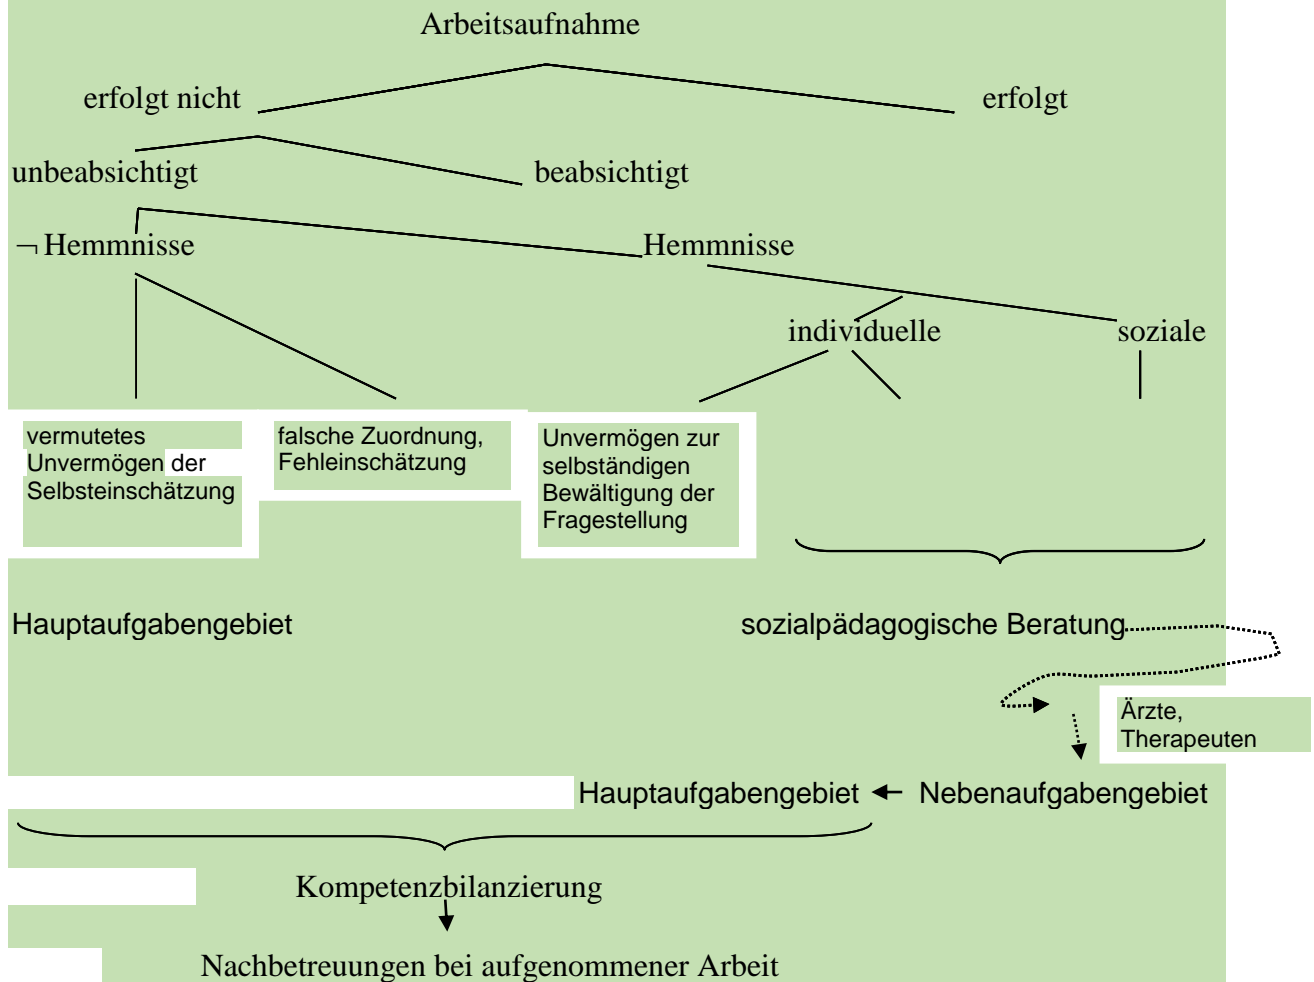 Arbeitsaufnahme
erfolgt nicht
erfolgt
unbeabsichtigt
beabsichtigt
¬ Hemmnisse
Hemmnisse
individuelle
soziale
vermutetes
Unvermögen der
Selbsteinschätzung
falsche Zuordnung,
Fehleinschätzung
Unvermögen zur
selbständigen
Bewältigung der
Fragestellung
Hauptaufgabengebiet
sozialpädagogische Beratung
Ärzte,
Therapeuten
Hauptaufgabengebiet
Nebenaufgabengebiet
Kompetenzbilanzierung
Nachbetreuungen bei aufgenommener Arbeit